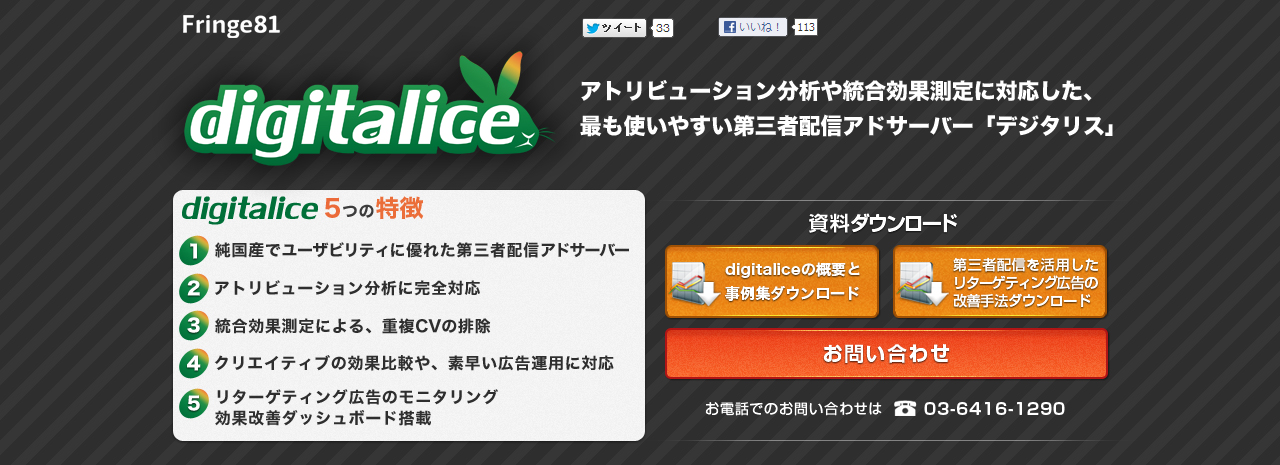 Fringe81
ツイート 33
いいね！ 113
digitalice
アトリビューション分析や統合効果測定に対応した、
最も使いやすい第三者配信アドサーバー「デジタリス」
digitalice 5つの特徴
1 純国産でユーザビリティに優れた第三者配信アドサーバー
2 アトリビューション分析に完全対応
3 統合効果測定による、重複CVの排除
4 クリエイティブの効果比較や、素早い広告運用に対応
5 リターゲティング広告のモニタリング
効果改善ダッシュボード搭載
資料ダウンロード
digitaliceの概要と
事例集ダウンロード
第三者配信を活用した
リターゲティング広告の
改善手法ダウンロード
お問い合わせ
お電話でのお問い合わせは ☎ 03-6416-1290